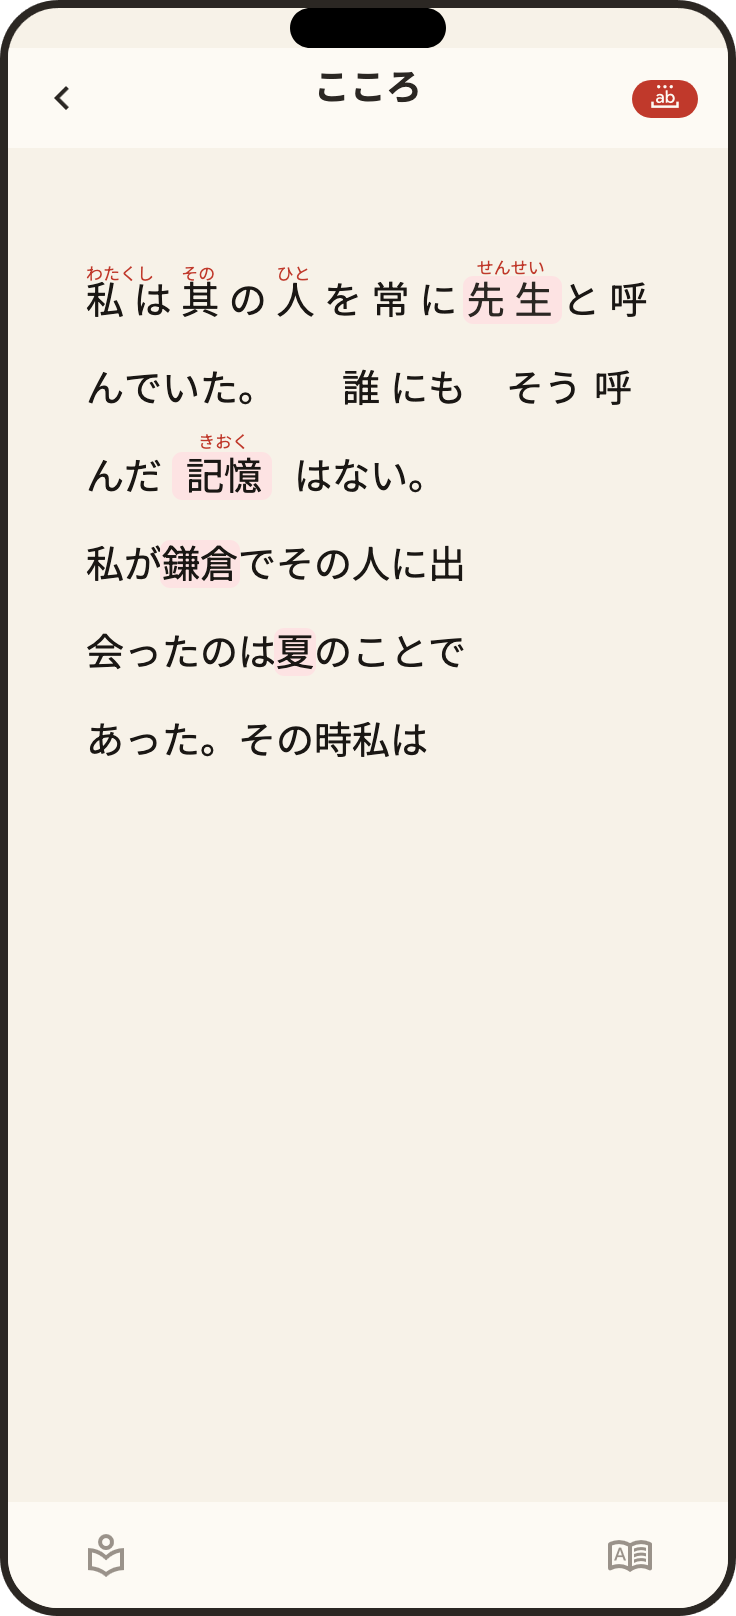 こころ
ab
わたくし その ひと せんせい
私は其の人を常に先生と呼
んでいた。 誰にも そう呼
きおく
んだ 記憶 はない。
私が鎌倉でその人に出
会ったのは夏のことで
あった。その時私は
A